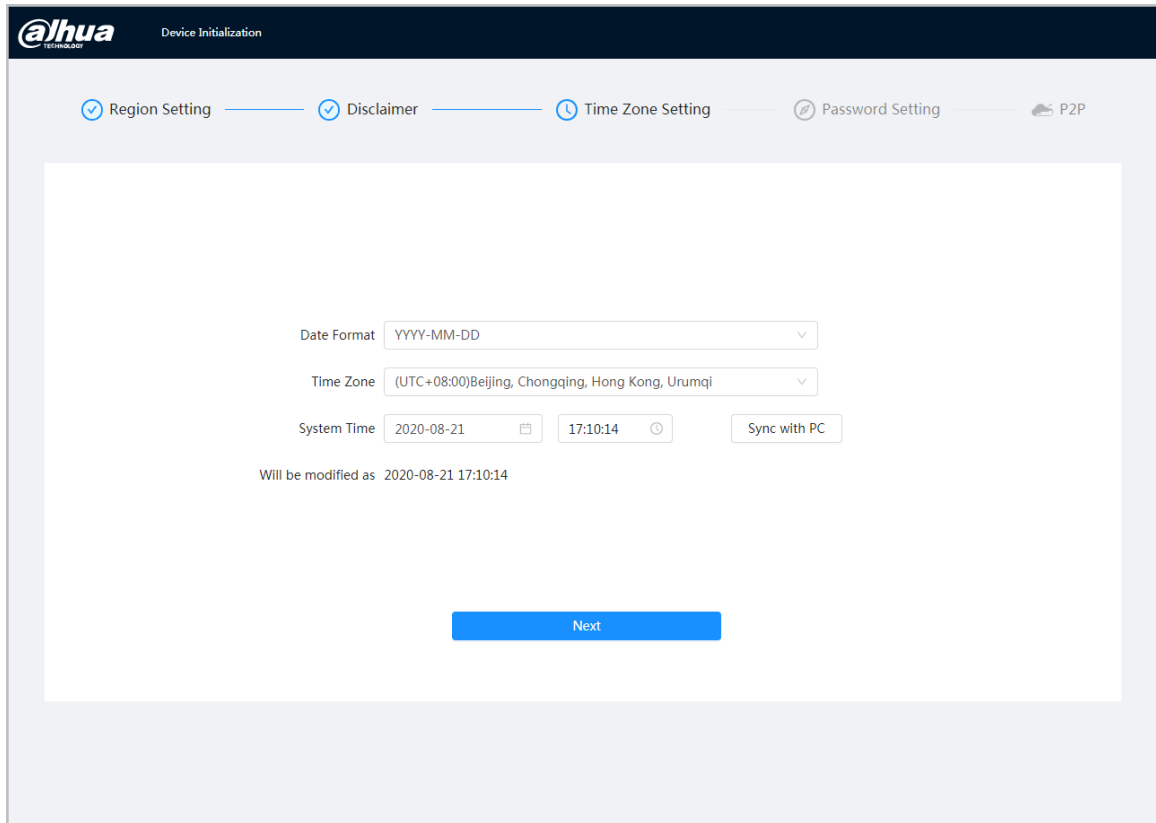 alhua
TECHNOLOGY
Device Initialization
Region Setting
Disclaimer
Time Zone Setting
Password Setting
P2P
Date Format YYYY-MM-DD
Time Zone (UTC+08:00)Beijing, Chongqing, Hong Kong, Urumqi
System Time 2020-08-21 17:10:14 Sync with PC
Will be modified as 2020-08-21 17:10:14
Next